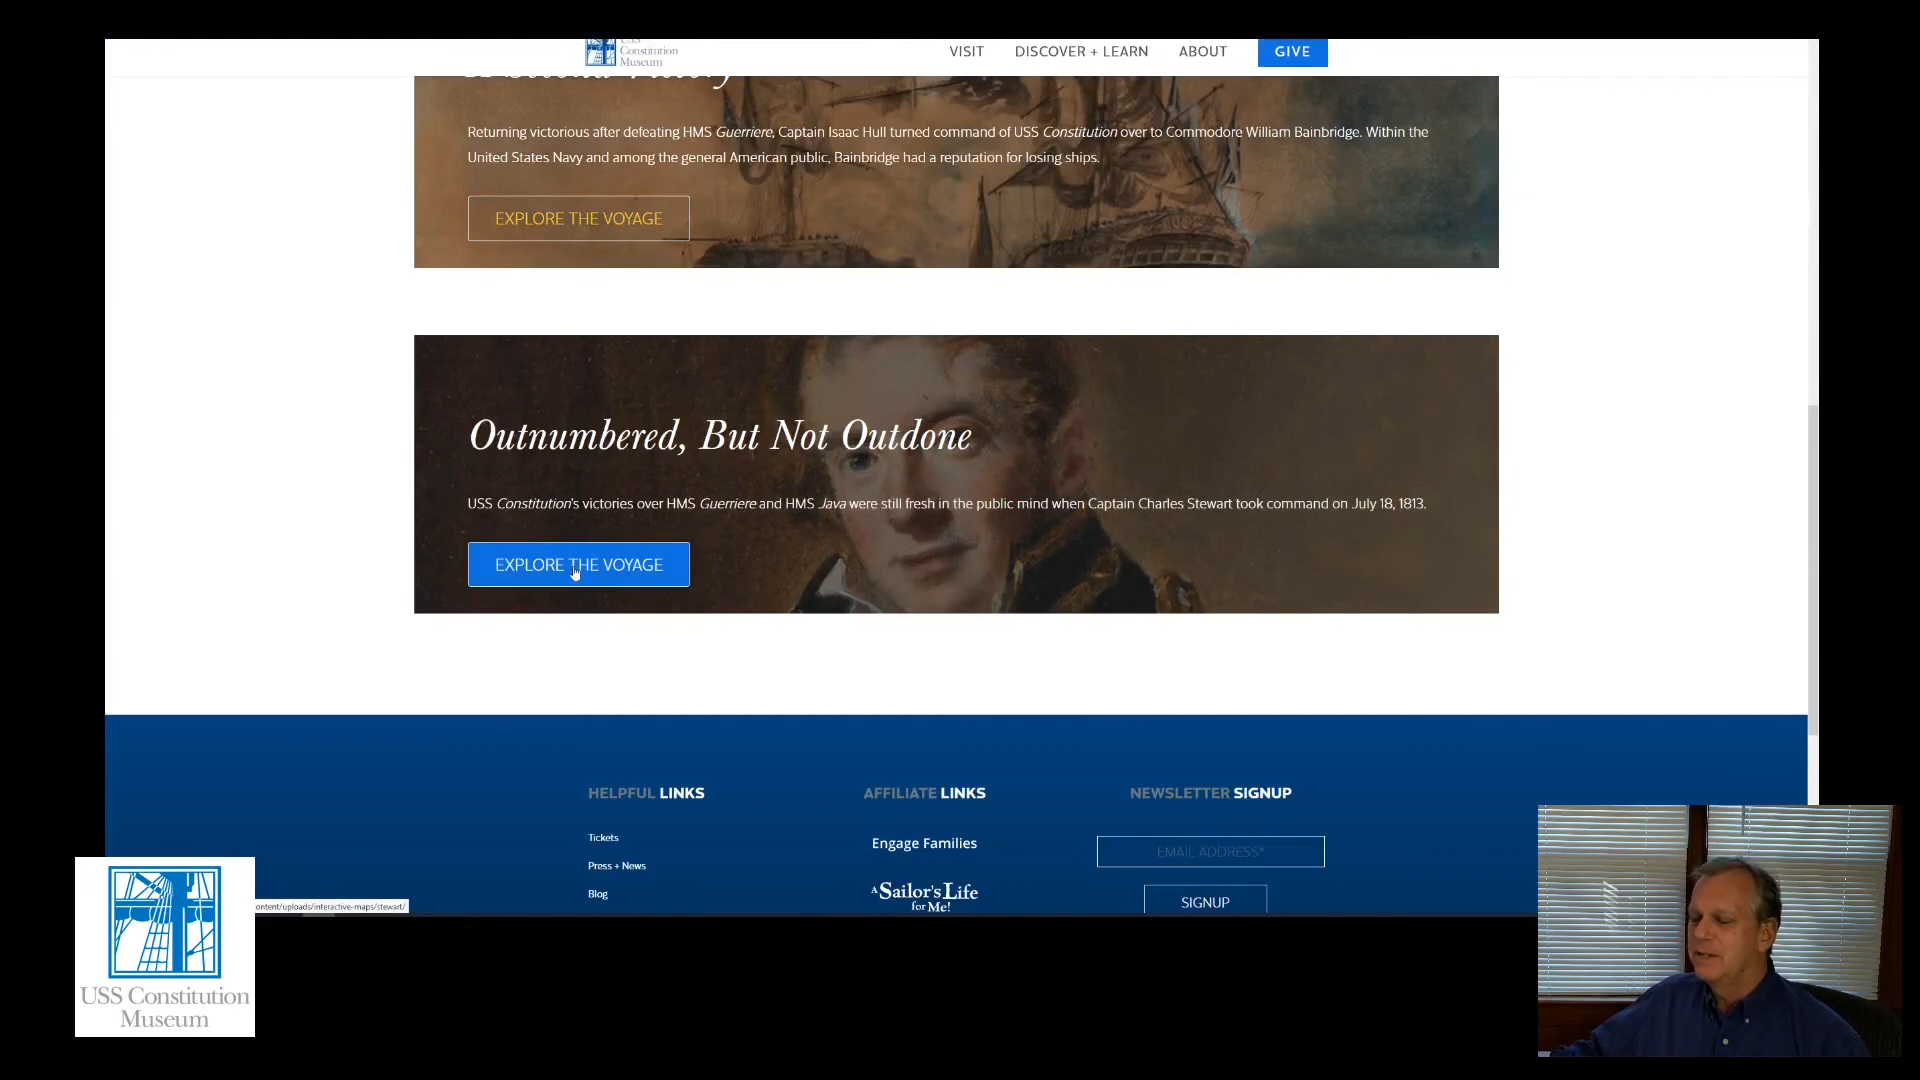 Constitution
Museum
VISIT DISCOVER + LEARN ABOUT GIVE
Returning victorious after defeating HMS Guerriere, Captain Isaac Hull turned command of USS Constitution over to Commodore William Bainbridge. Within the
United States Navy and among the general American public, Bainbridge had a reputation for losing ships.
EXPLORE THE VOYAGE
Outnumbered, But Not Outdone
USS Constitution's victories over HMS Guerriere and HMS Java were still fresh in the public mind when Captain Charles Stewart took command on July 18, 1813.
EXPLORE THE VOYAGE
HELPFUL LINKS
Tickets
Press + News
Blog
AFFILIATE LINKS
Engage Families
A Sailor's Life
for Me!
NEWSLETTER SIGNUP
EMAIL ADDRESS*
SIGNUP
ontent/uploads/interactive-maps/stewart/
USS Constitution
Museum